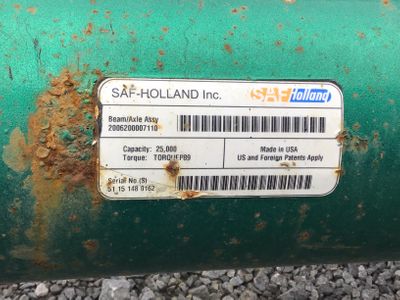 SAF-HOLLAND Inc.
SAF Holland
Beam/Axle Assy
2006200007110
Capacity: 25,000
Torque: TORQUEPB9
Made in USA
US and Foreign Patents Apply
Serial No.(S)
51 15 148 0162